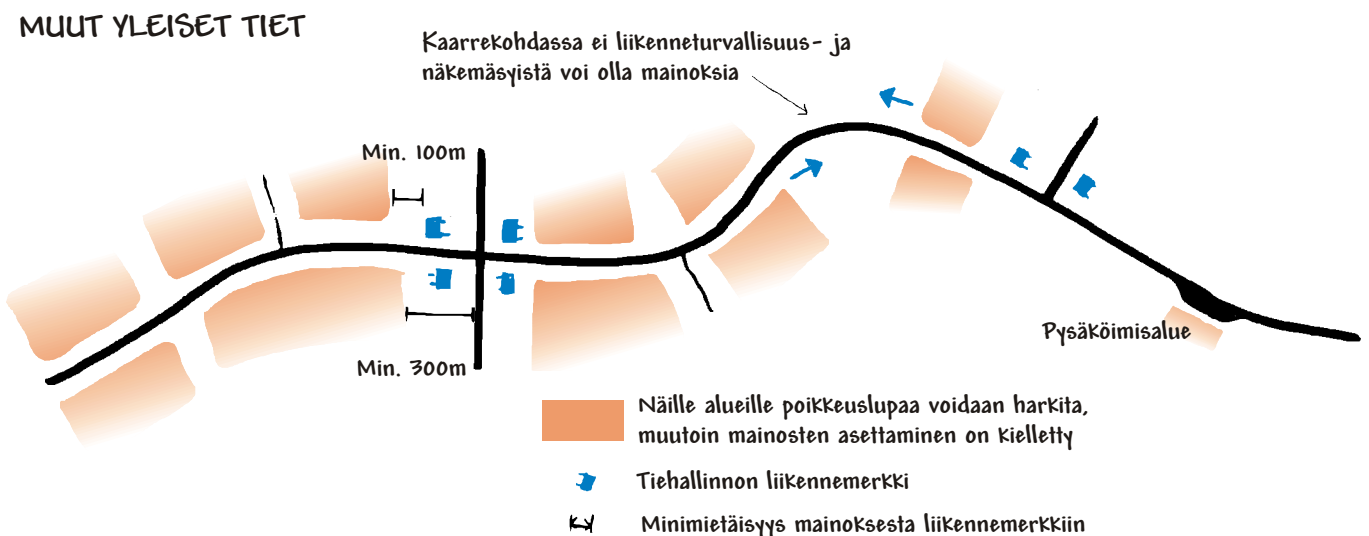 MUUT YLEISET TIET
Kaarrekohdassa ei liikenneturvallisuus- ja
näkemäsyistä voi olla mainoksia
Min. 100m
Min. 300m
Pysäköimisalue
Näille alueille poikkeuslupaa voidaan harkita,
muutoin mainosten asettaminen on kielletty
Tiehallinnon liikennemerkki
Minimietäisyys mainoksesta liikennemerkkiin